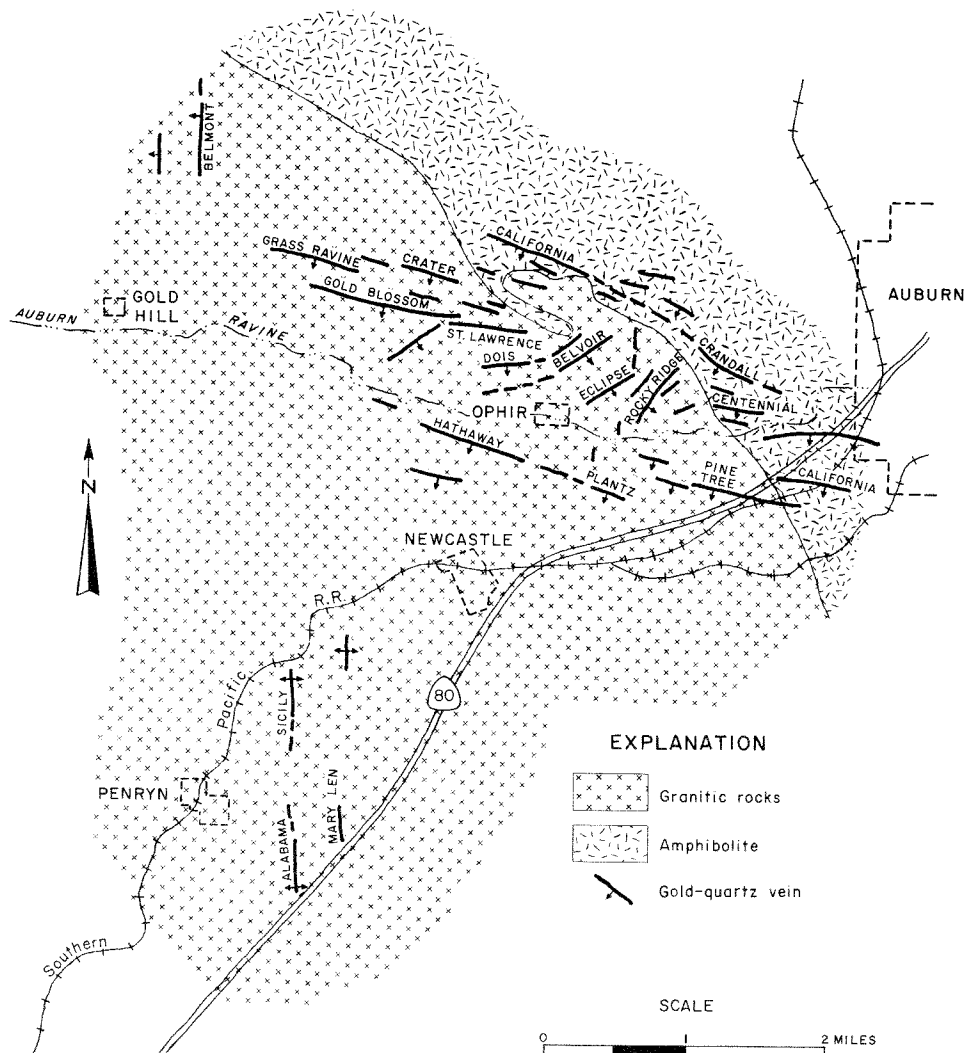 BELMONT
GRASS RAVINE
CRATER
CALIFORNIA
GOLD BLOSSOM
GOLD
HILL
AUBURN
RAVINE
ST. LAWRENCE
DOIS
BELVOIR
ECLIPSE
ROCKY RIDGE
CRANDALL
CENTENNIAL
AUBURN
OPHIR
HATHAWAY
PLANTZ
PINE
TREE
CALIFORNIA
N
NEWCASTLE
Southern
Pacific
R.R.
80
SICILY
PENRYN
MARY LEN
ALABAMA
EXPLANATION
Granitic rocks
Amphibolite
Gold-quartz vein
SCALE
0 2 MILES